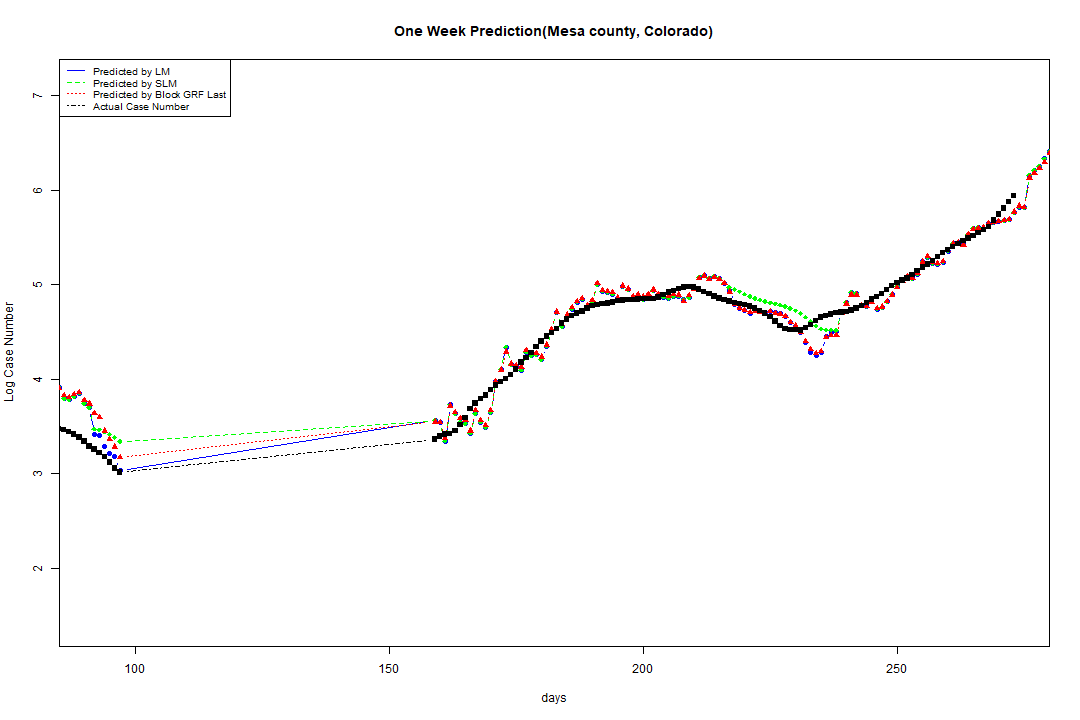 One Week Prediction(Mesa county, Colorado)
Predicted by LM
Predicted by SLM
Predicted by Block GRF Last
Actual Case Number
7
6
5
4
3
2
Log Case Number
100
150
200
250
days